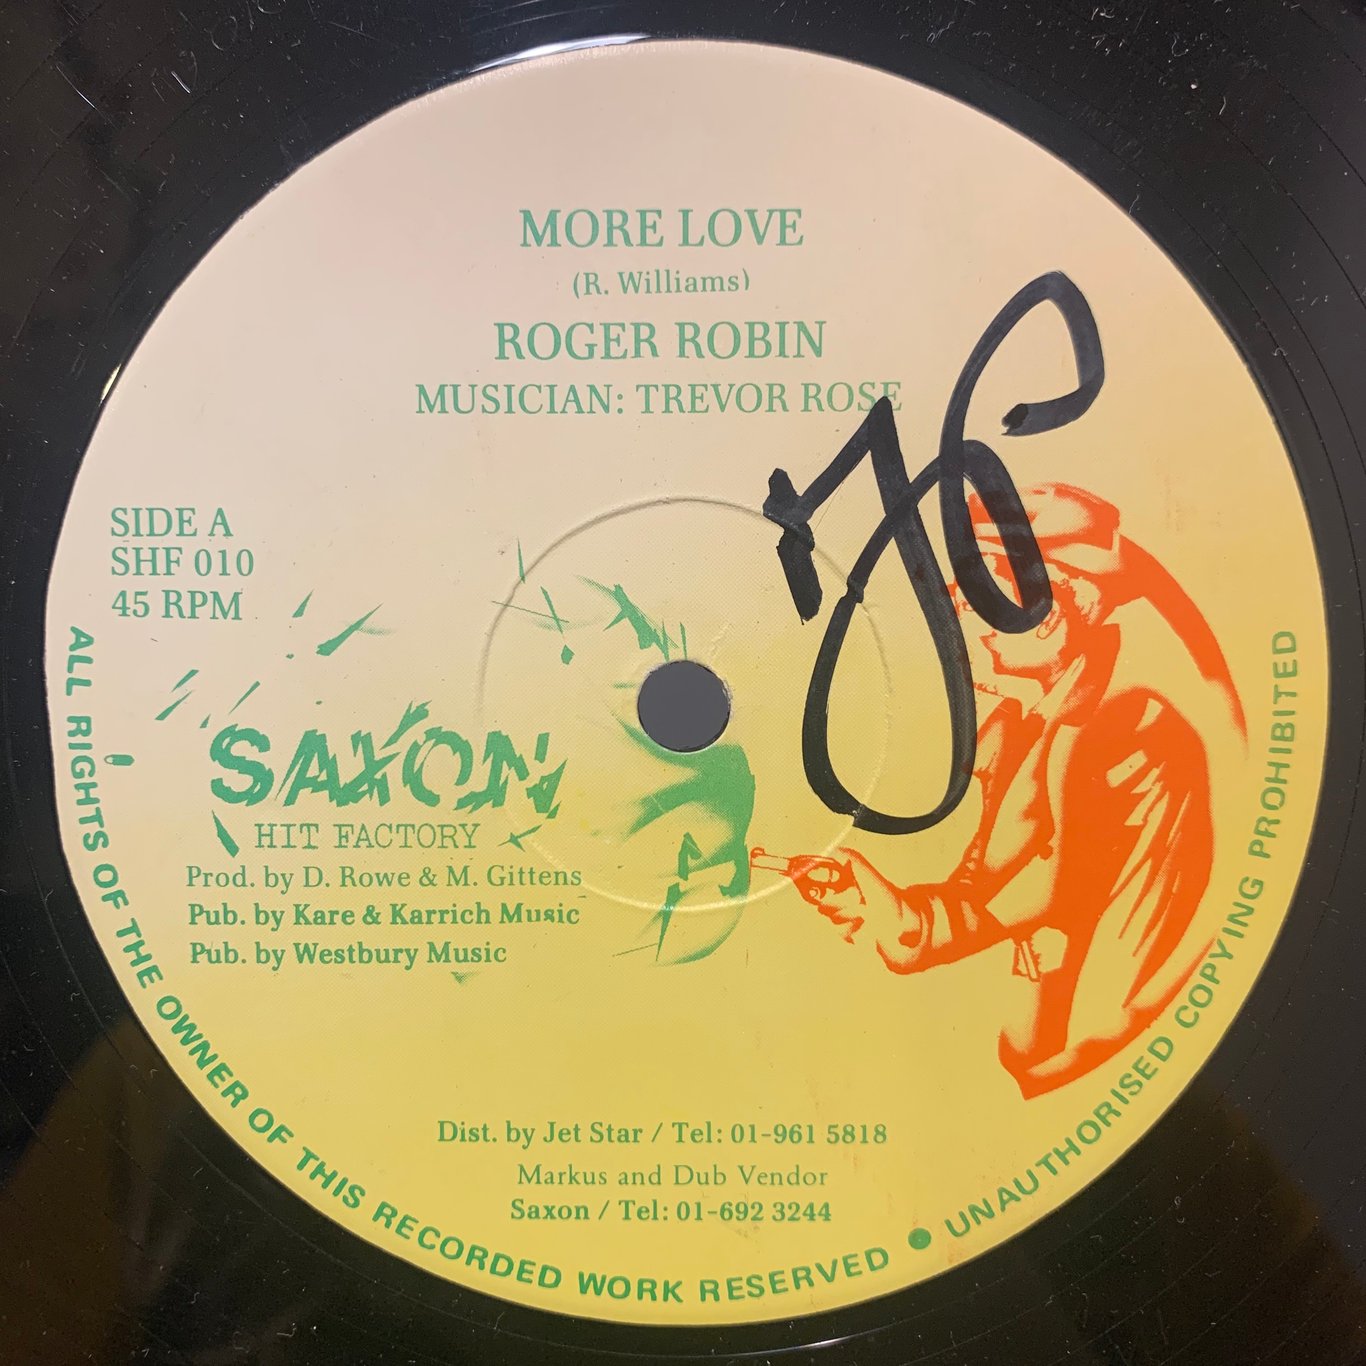 MORE LOVE
(R. Williams)
ROGER ROBIN
MUSICIAN: TREVOR ROSE
SIDE A
SHF 010
45 RPM
SAXON
HIT FACTORY
Prod. by D. Rowe & M. Gittens
Pub. by Kare & Karrich Music
Pub. by Westbury Music
Dist. by Jet Star / Tel: 01-961 5818
Markus and Dub Vendor
Saxon / Tel: 01-692 3244
ALL RIGHTS OF THE OWNER OF THIS RECORDED WORK RESERVED ● UNAUTHORISED COPYING PROHIBITED